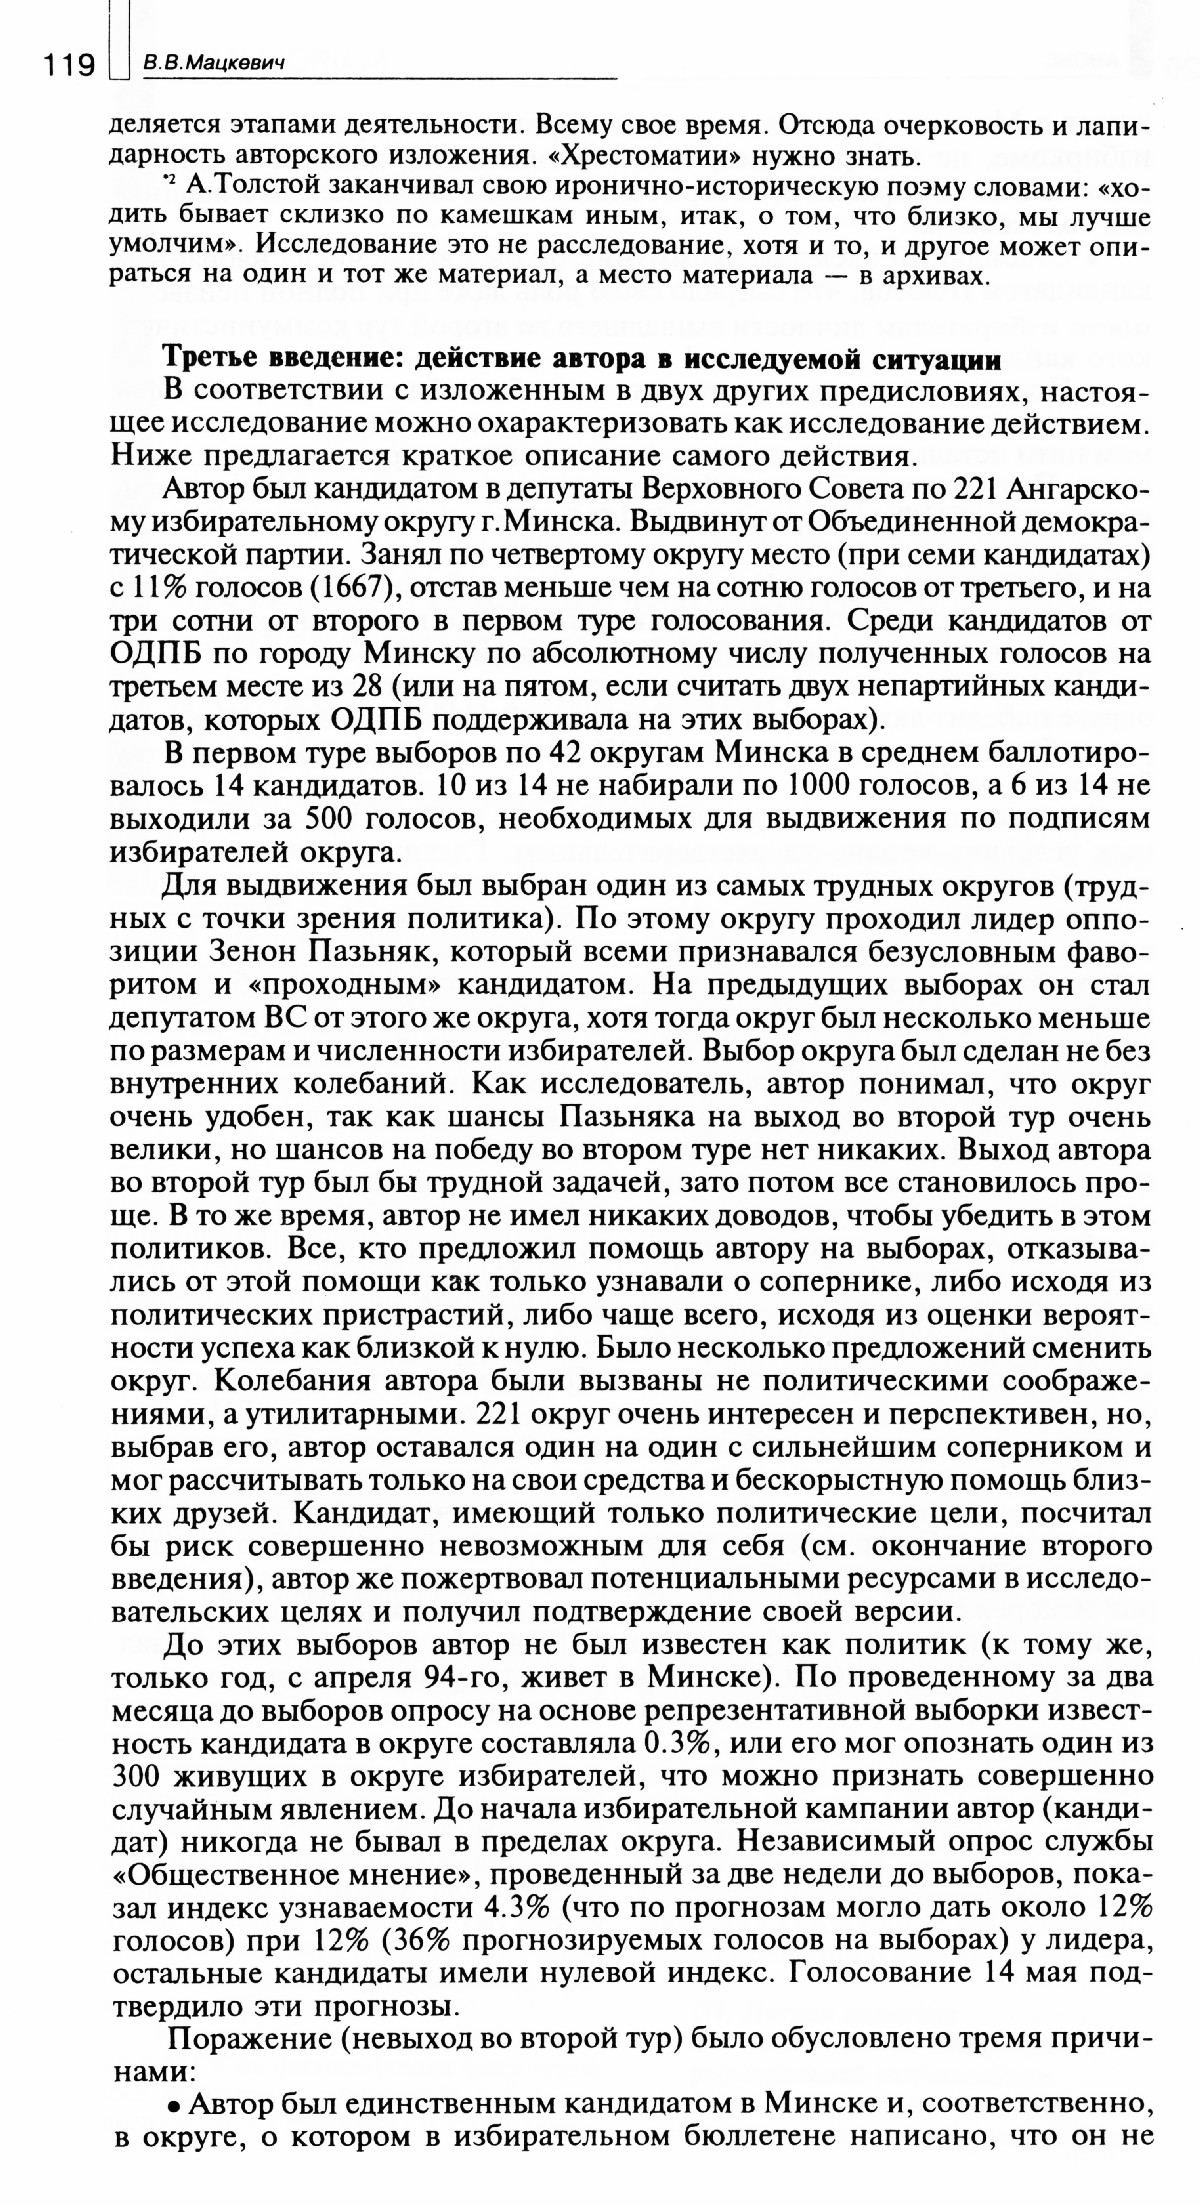 119
В.В.Мацкевич
деляется этапами деятельности. Всему свое время. Отсюда очерковость и лапи-
дарность авторского изложения. «Хрестоматии» нужно знать.
*² А.Толстой заканчивал свою иронично-историческую поэму словами: «хо-
дить бывает склизко по камешкам иным, итак, о том, что близко, мы лучше
умолчим». Исследование это не расследование, хотя и то, и другое может опи-
раться на один и тот же материал, а место материала — в архивах.
Третье введение: действие автора в исследуемой ситуации
В соответствии с изложенным в двух других предисловиях, настоя-
щее исследование можно охарактеризовать как исследование действием.
Ниже предлагается краткое описание самого действия.
Автор был кандидатом в депутаты Верховного Совета по 221 Ангарско-
му избирательному округу г.Минска. Выдвинут от Объединенной демокра-
тической партии. Занял по четвертому округу место (при семи кандидатах)
с 11% голосов (1667), отстав меньше чем на сотню голосов от третьего, и на
три сотни от второго в первом туре голосования. Среди кандидатов от
ОДПБ по городу Минску по абсолютному числу полученных голосов на
третьем месте из 28 (или на пятом, если считать двух непартийных канди-
датов, которых ОДПБ поддерживала на этих выборах).
В первом туре выборов по 42 округам Минска в среднем баллотиро-
валось 14 кандидатов. 10 из 14 не набирали по 1000 голосов, а 6 из 14 не
выходили за 500 голосов, необходимых для выдвижения по подписям
избирателей округа.
Для выдвижения был выбран один из самых трудных округов (труд-
ных с точки зрения политика). По этому округу проходил лидер оппо-
зиции Зенон Пазьняк, который всеми признавался безусловным фаво-
ритом и «проходным» кандидатом. На предыдущих выборах он стал
депутатом ВС от этого же округа, хотя тогда округ был несколько меньше
по размерам и численности избирателей. Выбор округа был сделан не без
внутренних колебаний. Как исследователь, автор понимал, что округ
очень удобен, так как шансы Пазьняка на выход во второй тур очень
велики, но шансов на победу во втором туре нет никаких. Выход автора
во второй тур был бы трудной задачей, зато потом все становилось про-
ще. В то же время, автор не имел никаких доводов, чтобы убедить в этом
политиков. Все, кто предложил помощь автору на выборах, отказыва-
лись от этой помощи как только узнавали о сопернике, либо исходя из
политических пристрастий, либо чаще всего, исходя из оценки вероят-
ности успеха как близкой к нулю. Было несколько предложений сменить
округ. Колебания автора были вызваны не политическими соображе-
ниями, а утилитарными. 221 округ очень интересен и перспективен, но,
выбрав его, автор оставался один на один с сильнейшим соперником и
мог рассчитывать только на свои средства и бескорыстную помощь близ-
ких друзей. Кандидат, имеющий только политические цели, посчитал
бы риск совершенно невозможным для себя (см. окончание второго
введения), автор же пожертвовал потенциальными ресурсами в исследо-
вательских целях и получил подтверждение своей версии.
До этих выборов автор не был известен как политик (к тому же,
только год, с апреля 94-го, живет в Минске). По проведенному за два
месяца до выборов опросу на основе репрезентативной выборки извест-
ность кандидата в округе составляла 0.3%, или его мог опознать один из
300 живущих в округе избирателей, что можно признать совершенно
случайным явлением. До начала избирательной кампании автор (канди-
дат) никогда не бывал в пределах округа. Независимый опрос службы
«Общественное мнение», проведенный за две недели до выборов, пока-
зал индекс узнаваемости 4.3% (что по прогнозам могло дать около 12%
голосов) при 12% (36% прогнозируемых голосов на выборах) у лидера,
остальные кандидаты имели нулевой индекс. Голосование 14 мая под-
твердило эти прогнозы.
Поражение (невыход во второй тур) было обусловлено тремя причи-
нами:
● Автор был единственным кандидатом в Минске и, соответственно,
в округе, о котором в избирательном бюллетене написано, что он не